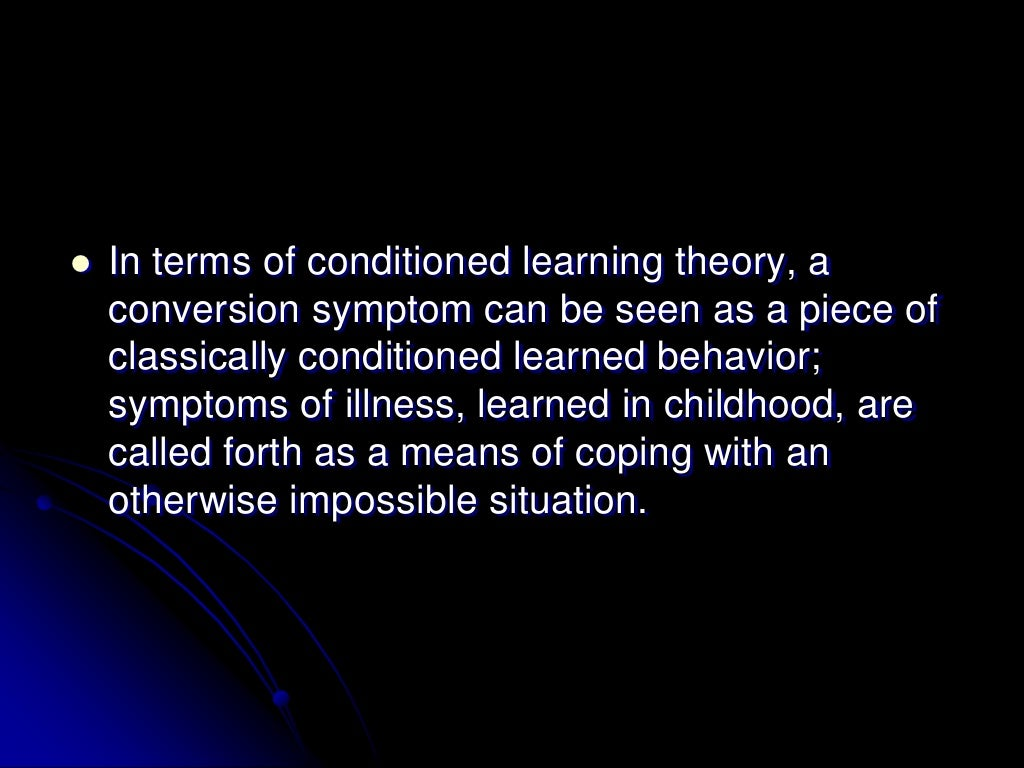 In terms of conditioned learning theory, a
conversion symptom can be seen as a piece of
classically conditioned learned behavior;
symptoms of illness, learned in childhood, are
called forth as a means of coping with an
otherwise impossible situation.